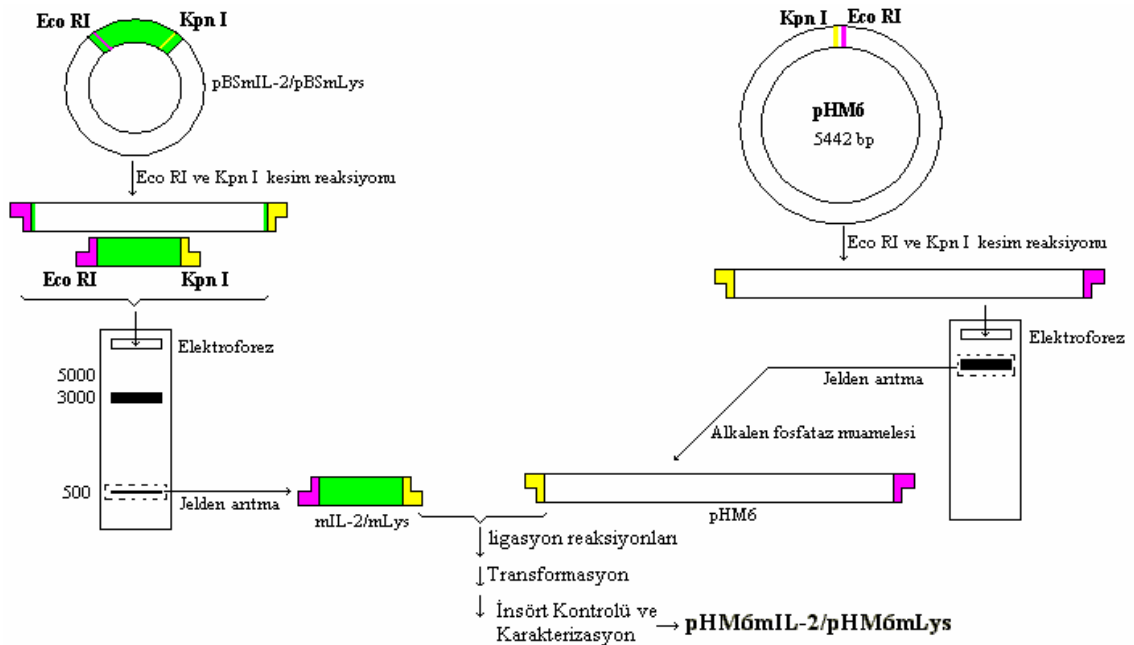 Eco RI
Kpn I
pBSmIL-2/pBSmLys
Eco RI ve Kpn I kesim reaksiyonu
Eco RI
Kpn I
Elektroforez
5000
3000
500
Jelden arıtma
mIL-2/mLys
Kpn I
Eco RI
pHM6
5442 bp
Eco RI ve Kpn I kesim reaksiyonu
Elektroforez
Jelden arıtma
Alkalen fosfataz muamelesi
pHM6
ligasyon reaksiyonları
Transformasyon
İnsört Kontrolü ve
Karakterizasyon
pHM6mIL-2/pHM6mLys